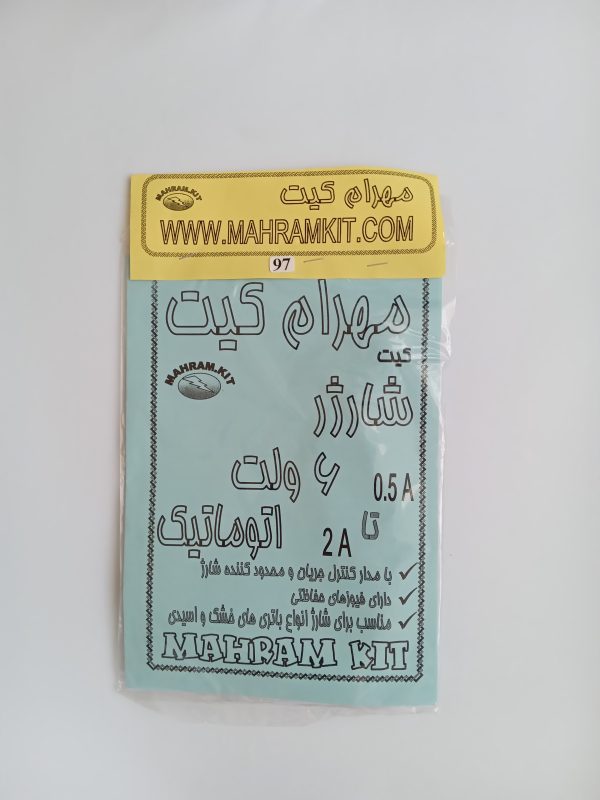 MAHRAM.KIT
مهرام کیت
WWW.MAHRAMKIT.COM
97
مهرام کیت
کیت
MAHRAM.KIT
شارژر
۶ ولت
0.5 A
تا
اتوماتیک
2 A
✓ با مدار کنترل جریان و محدود کننده شارژ
✓ دارای فیوزهای حفاظتی
✓ مناسب برای شارژ انواع باتری های خشک و اسیدی
MAHRAM KIT